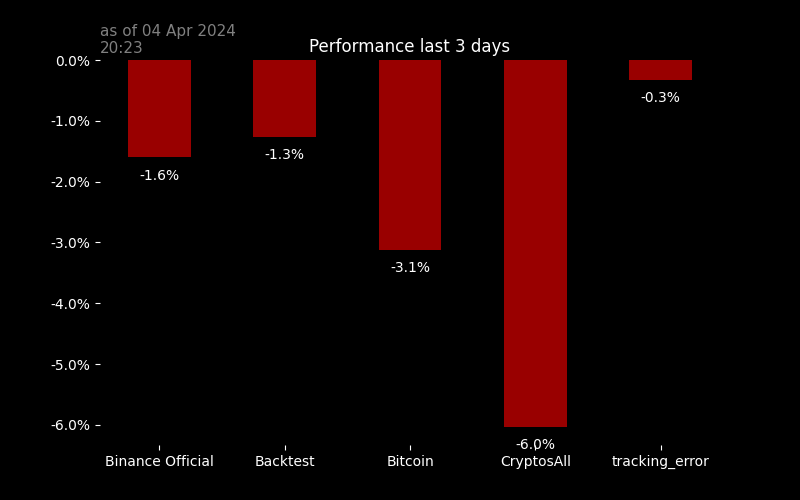 as of 04 Apr 2024
20:23
Performance last 3 days
0.0%
-1.0%
-2.0%
-3.0%
-4.0%
-5.0%
-6.0%
-1.6%
-1.3%
-3.1%
-6.0%
-0.3%
Binance Official
Backtest
Bitcoin
CryptosAll
tracking_error